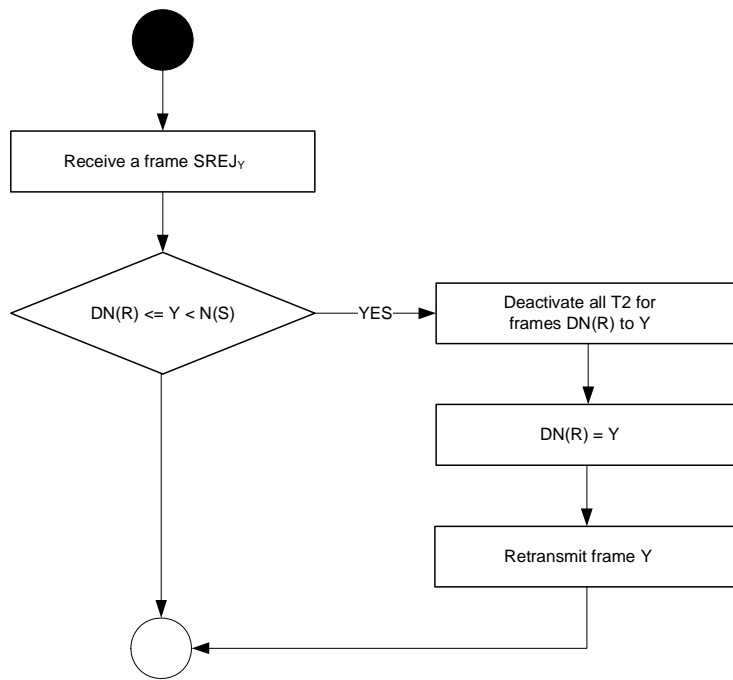 Receive a frame SREJY
DN(R) <= Y < N(S)
YES
Deactivate all T2 for
frames DN(R) to Y
DN(R) = Y
Retransmit frame Y